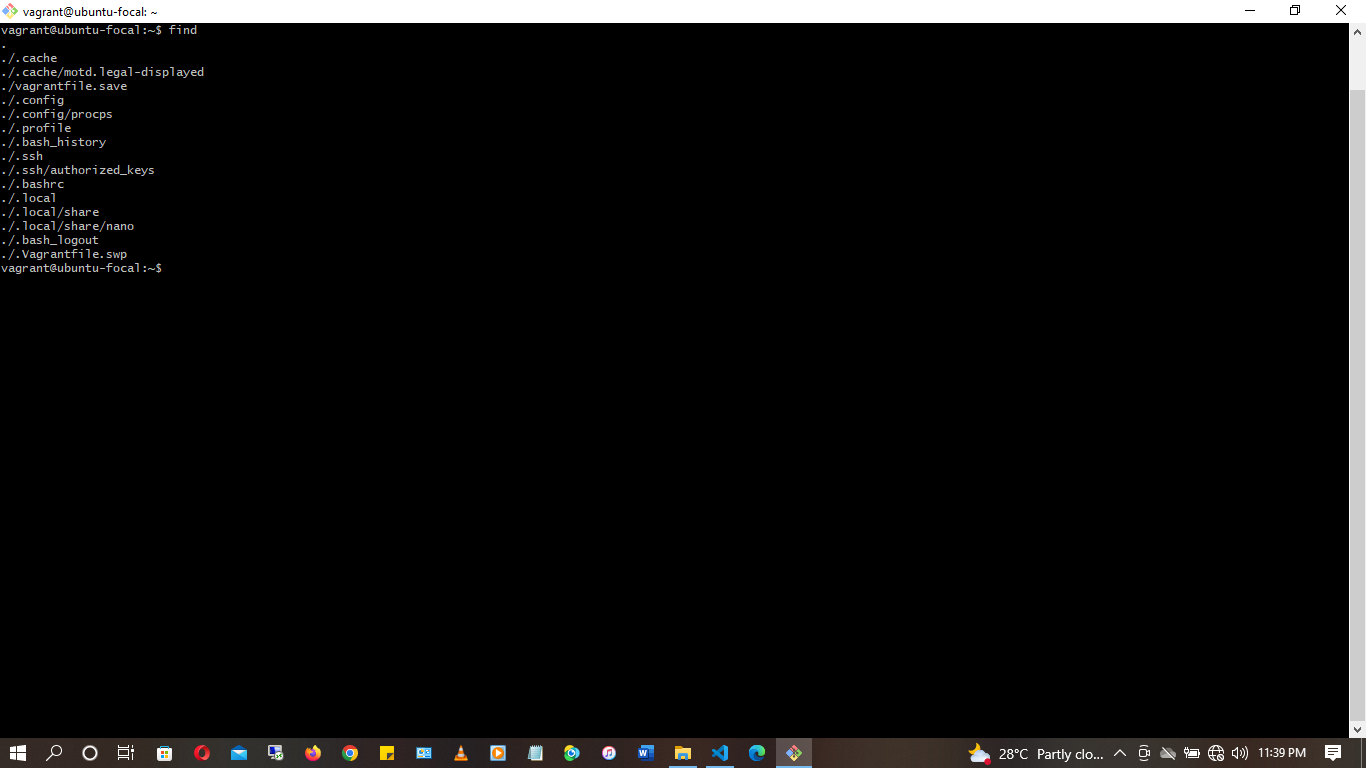 vagrant@ubuntu-focal: ~
vagrant@ubuntu-focal:~$ find
.
./.cache
./.cache/motd.legal-displayed
./vagrantfile.save
./.config
./.config/procps
./.profile
./.bash_history
./.ssh
./.ssh/authorized_keys
./.bashrc
./.local
./.local/share
./.local/share/nano
./.bash_logout
./.Vagrantfile.swp
vagrant@ubuntu-focal:~$
28°C Partly clo... 11:39 PM